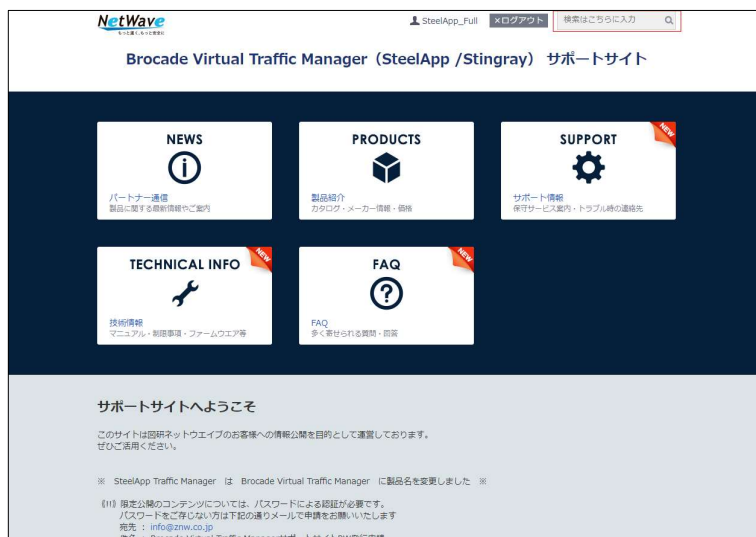 NetWave
もっと速く、もっと安全に
SteelApp_Full ×ログアウト 検索はこちらに入力
Brocade Virtual Traffic Manager（SteelApp /Stingray） サポートサイト
NEWS
パートナー通信
製品に関する最新情報やご案内
PRODUCTS
製品紹介
カタログ・メーカー情報・価格
NEW
SUPPORT
サポート情報
保守サービス案内・トラブル時の連絡先
NEW
TECHNICAL INFO
技術情報
マニュアル・制限事項・ファームウエア等
NEW
FAQ
FAQ
多く寄せられる質問・回答
サポートサイトへようこそ
このサイトは図研ネットウエイブのお客様への情報公開を目的として運営しております。
ぜひご活用ください。
※ SteelApp Traffic Manager は Brocade Virtual Traffic Manager に製品名を変更しました ※
(!!) 限定公開のコンテンツについては、パスワードによる認証が必要です。
パスワードをご存じない方は下記の通りメールで申請をお願いいたします
宛先 : info@znw.co.jp